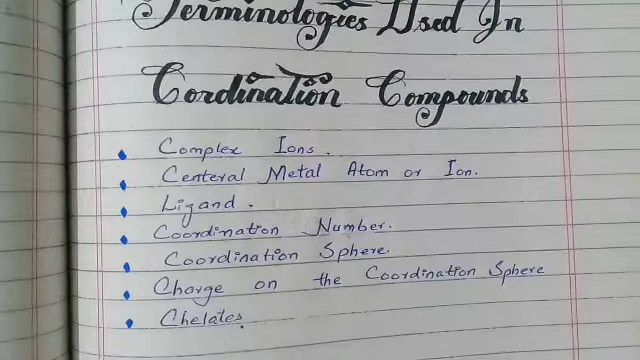 Terminologies Used In
Cordination Compounds
Complex Ions.
Centeral Metal Atom or Ion.
Ligand.
Coordination Number.
Coordination Sphere.
Charge on the Coordination Sphere
Chelates.